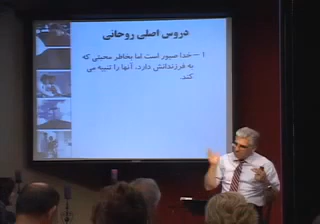 دروس اصلی روحانی
۱ – خدا صبور است اما بخاطر محبتی که
به فرزندانش دارد، آنها را تنبیه می
کند.